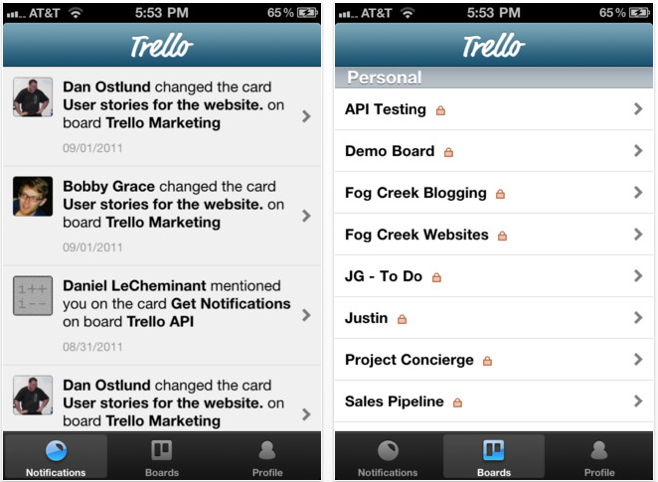 AT&T 5:53 PM 65%
Trello
Dan Ostlund changed the card
User stories for the website. on
board Trello Marketing
09/01/2011
Bobby Grace changed the card
User stories for the website. on
board Trello Marketing
09/01/2011
i++
i--
Daniel LeCheminant mentioned
you on the card Get Notifications
on board Trello API
08/31/2011
Dan Ostlund changed the card
User stories for the website. on
board Trello Marketing
Notifications Boards Profile
AT&T 5:53 PM 65%
Trello
Personal
API Testing
Demo Board
Fog Creek Blogging
Fog Creek Websites
JG - To Do
Justin
Project Concierge
Sales Pipeline
Notifications Boards Profile